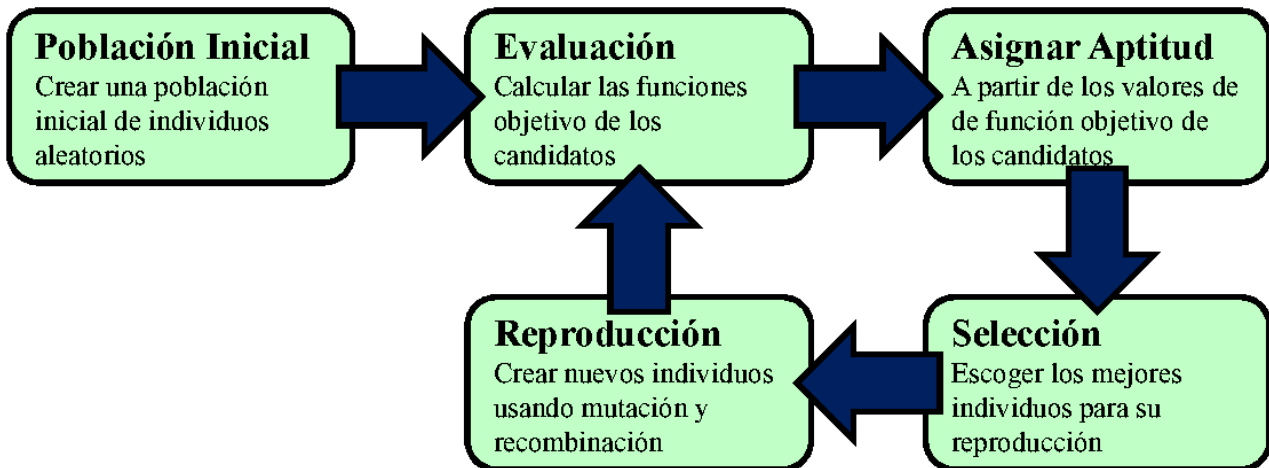 Población Inicial
Crear una población
inicial de individuos
aleatorios
Evaluación
Calcular las funciones
objetivo de los
candidatos
Asignar Aptitud
A partir de los valores de
de función objetivo de
los candidatos
Reproducción
Crear nuevos individuos
usando mutación y
recombinación
Selección
Escoger los mejores
individuos para su
reproducción